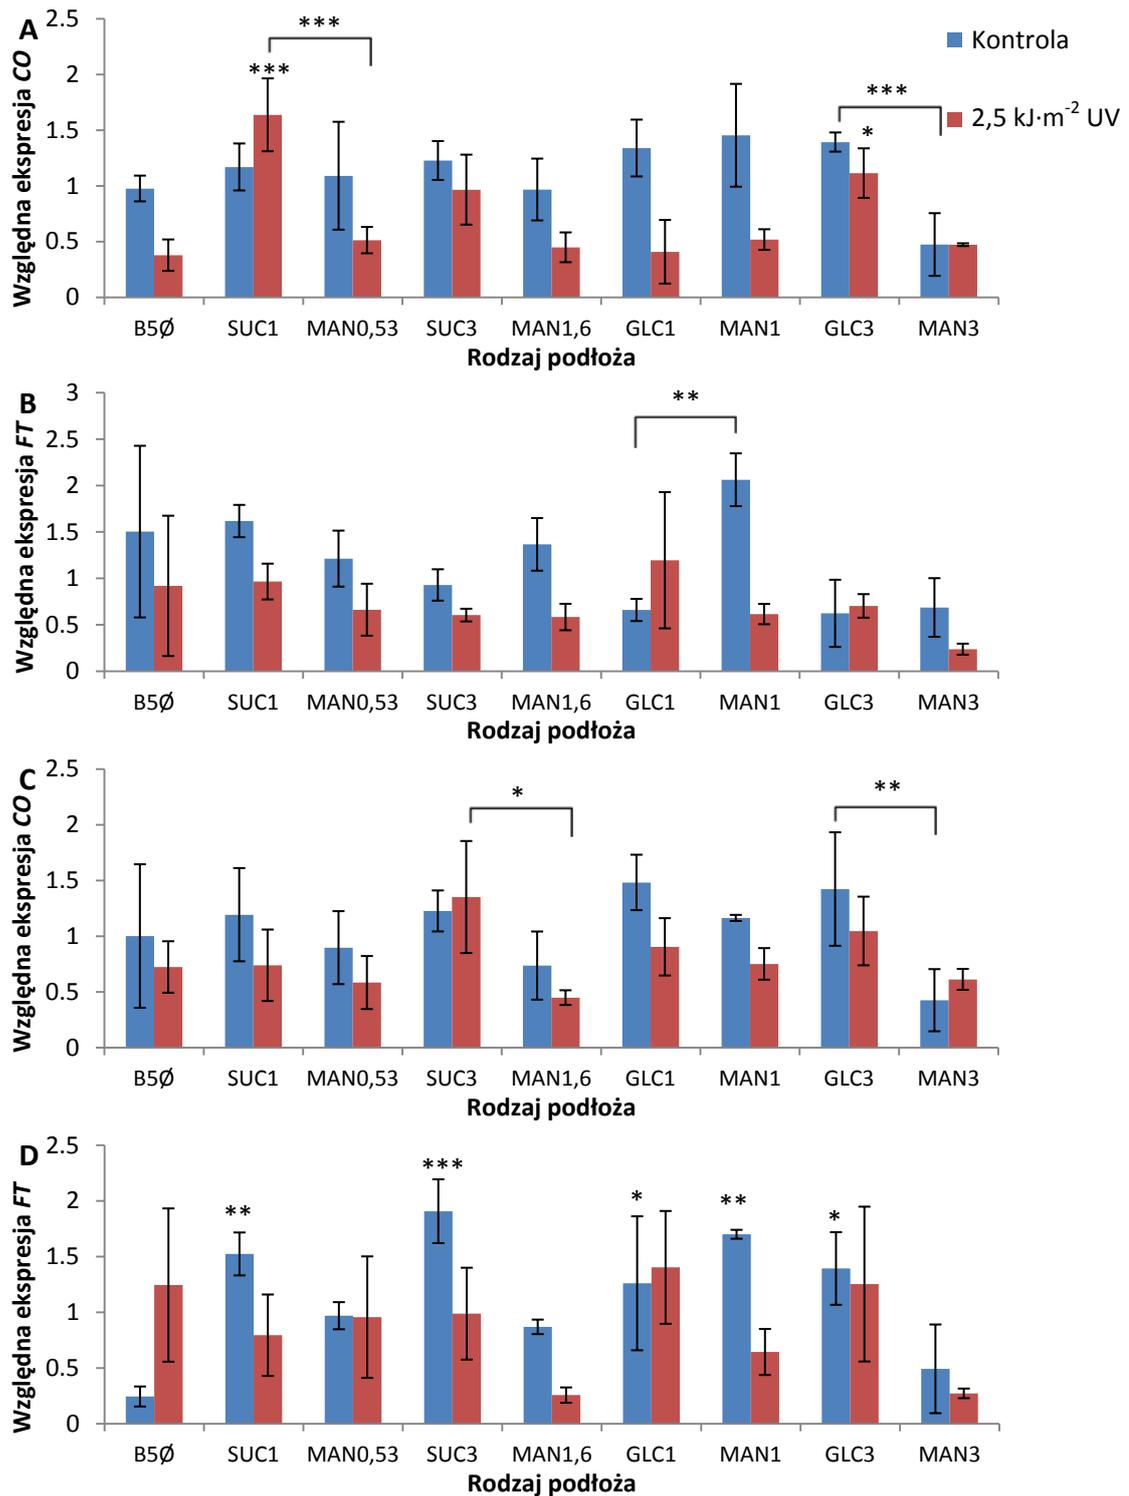 A
2.5
2
1.5
1
0.5
0
Względna ekspresja CO
***
***
***
*
Kontrola
2,5 kJ·m-2 UV
B5Ø SUC1 MAN0,53 SUC3 MAN1,6 GLC1 MAN1 GLC3 MAN3
Rodzaj podłoża
B
3
2.5
2
1.5
1
0.5
0
Względna ekspresja FT
**
B5Ø SUC1 MAN0,53 SUC3 MAN1,6 GLC1 MAN1 GLC3 MAN3
Rodzaj podłoża
C
2.5
2
1.5
1
0.5
0
Względna ekspresja CO
*
**
B5Ø SUC1 MAN0,53 SUC3 MAN1,6 GLC1 MAN1 GLC3 MAN3
Rodzaj podłoża
D
2.5
2
1.5
1
0.5
0
Względna ekspresja FT
**
***
*
**
*
B5Ø SUC1 MAN0,53 SUC3 MAN1,6 GLC1 MAN1 GLC3 MAN3
Rodzaj podłoża